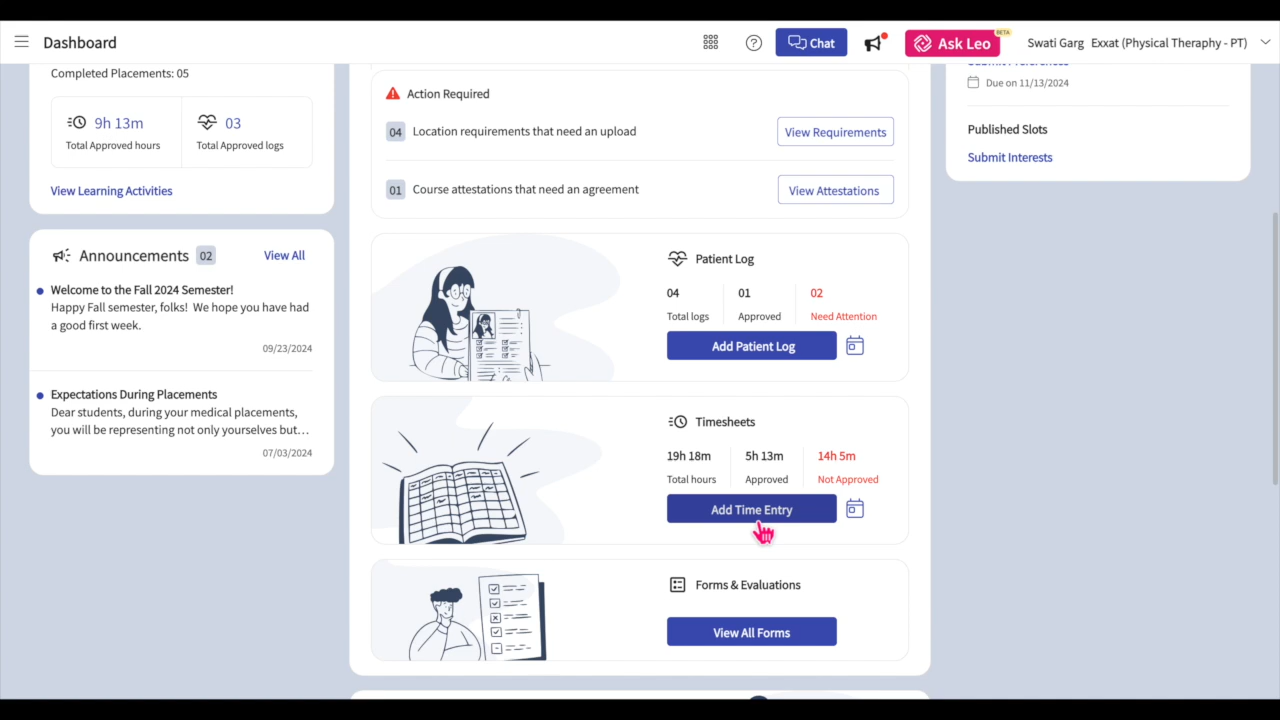 Dashboard
Chat
Ask Leo
BETA
Swati Garg
Exxat (Physical Theraphy - PT)
Completed Placements: 05
9h 13m
Total Approved hours
03
Total Approved logs
View Learning Activities
Announcements 02
View All
Welcome to the Fall 2024 Semester!
Happy Fall semester, folks! We hope you have had
a good first week.
09/23/2024
Expectations During Placements
Dear students, during your medical placements,
you will be representing not only yourselves but...
07/03/2024
Action Required
04 Location requirements that need an upload
View Requirements
01 Course attestations that need an agreement
View Attestations
Patient Log
04
Total logs
01
Approved
02
Need Attention
Add Patient Log
Timesheets
19h 18m
Total hours
5h 13m
Approved
14h 5m
Not Approved
Add Time Entry
Forms & Evaluations
View All Forms
Submit Preferences
Due on 11/13/2024
Published Slots
Submit Interests